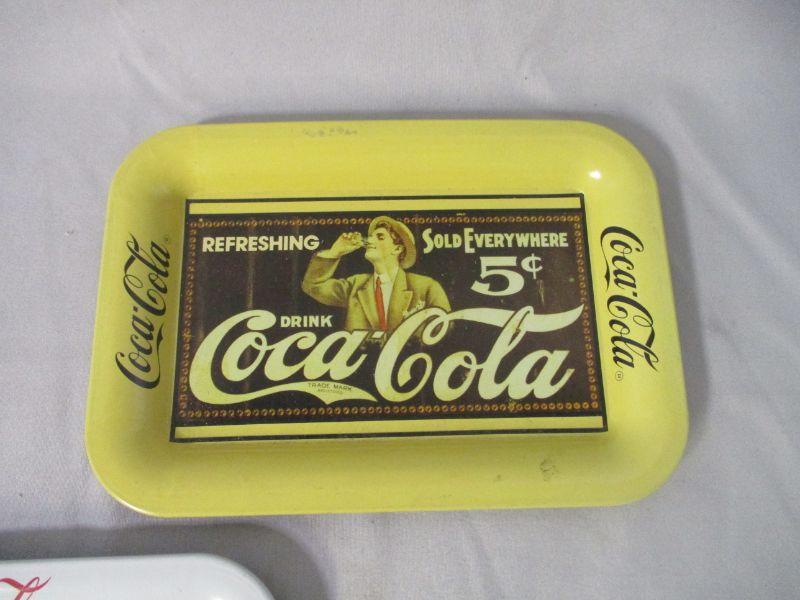 REFRESHING
SOLD EVERYWHERE
5¢
DRINK
Coca-Cola
TRADE MARK
Coca-Cola
Coca-Cola